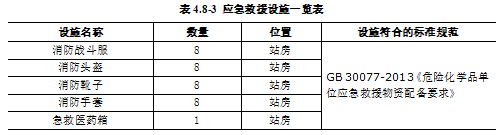 表 4.8-3 应急救援设施一览表
设施名称 数量 位置 设施符合的标准规范
消防战斗服 8 站房
消防头盔 8 站房
消防靴子 8 站房
消防手套 8 站房
急救医药箱 1 站房
GB 30077-2013《危险化学品单
位应急救援物资配备要求》